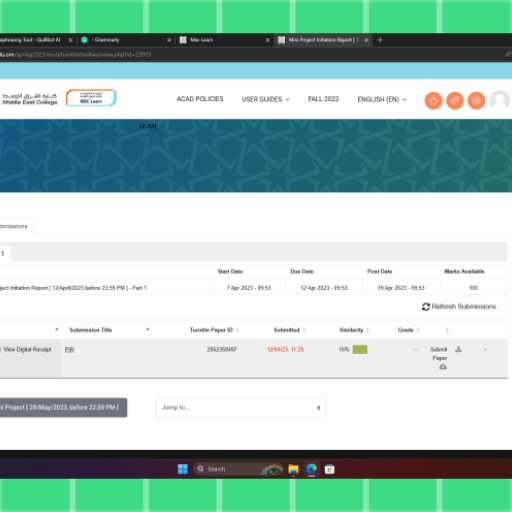 aphrasing Tool - QuillBot AI × - Grammarly × Mec Learn × Mini Project Initiation Report [ 1 × +
du.om/spring2023/mod/turnitintooltwo/view.php?id=23915
كلية الشرق الأوسط
Middle East College
MEC Learn
ACAD POLICIES USER GUIDES FALL 2022 ENGLISH (EN)
HOME
bmissions
1
Start Date Due Date Post Date Marks Available
ject Initiation Report [ 12/April/2023 before 23:59 PM ] - Part 1 7 Apr 2023 - 09:53 12 Apr 2023 - 09:53 19 Apr 2023 - 09:53 100
Refresh Submissions
Submission Title Turnitin Paper ID Submitted Similarity Grade
View Digital Receipt PIR 2062358497 12/04/23, 11:26 15% -- Submit Paper --
ni Project [ 29/May/2023, before 22:59 PM ] Jump to...
Search